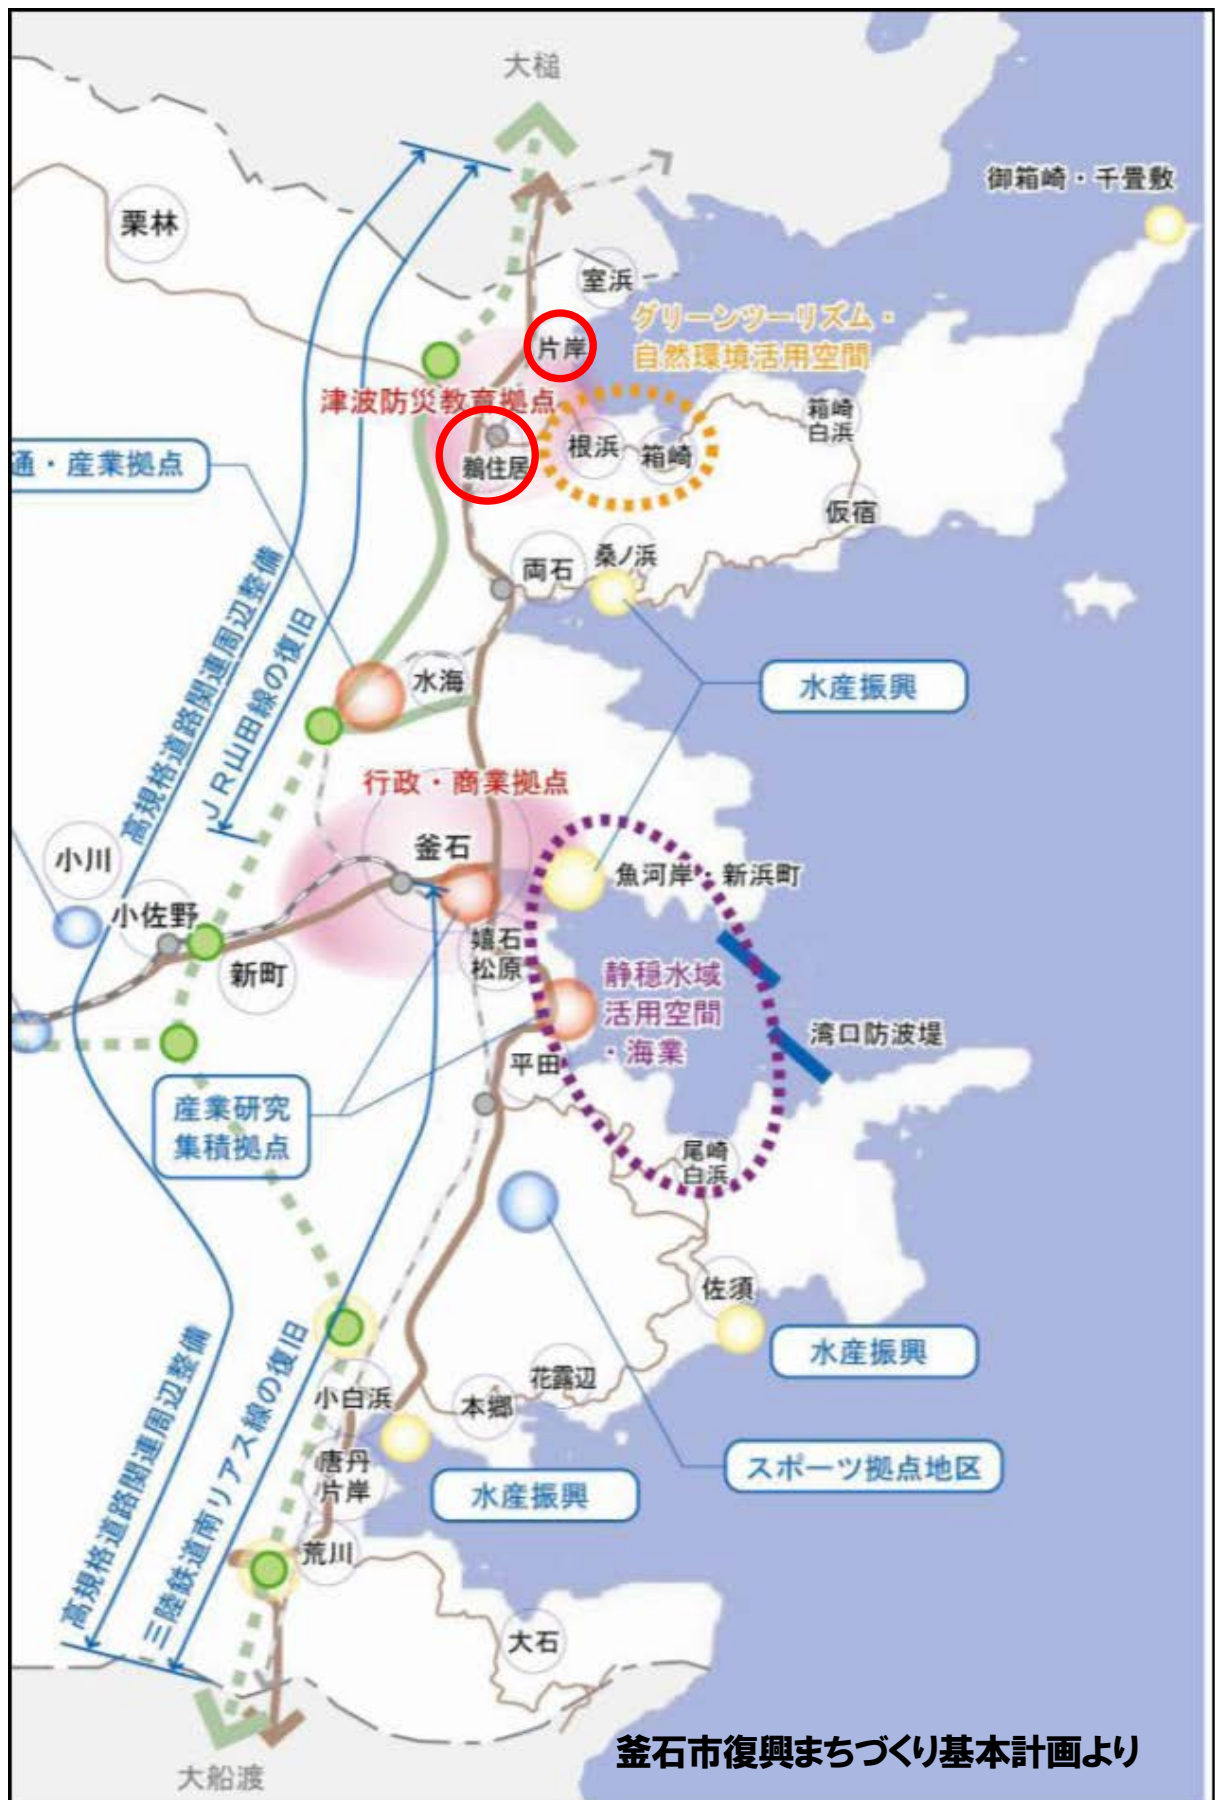 大槌
御箱崎・千畳敷
栗林
室浜
片岸
グリーンツーリズム・
自然環境活用空間
津波防災教育拠点
箱崎
白浜
根浜
箱崎
鵜住居
通・産業拠点
仮宿
両石
桑ノ浜
高規格道路関連周辺整備
JR山田線の復旧
水海
水産振興
行政・商業拠点
釜石
小川
魚河岸・新浜町
小佐野
新町
嬉石
松原
静穏水域
活用空間
・海業
湾口防波堤
平田
産業研究
集積拠点
尾崎
白浜
佐須
水産振興
高規格道路関連周辺整備
三陸鉄道南リアス線の復旧
小白浜
本郷
花露辺
唐丹
片岸
水産振興
スポーツ拠点地区
荒川
大石
釜石市復興まちづくり基本計画より
大船渡